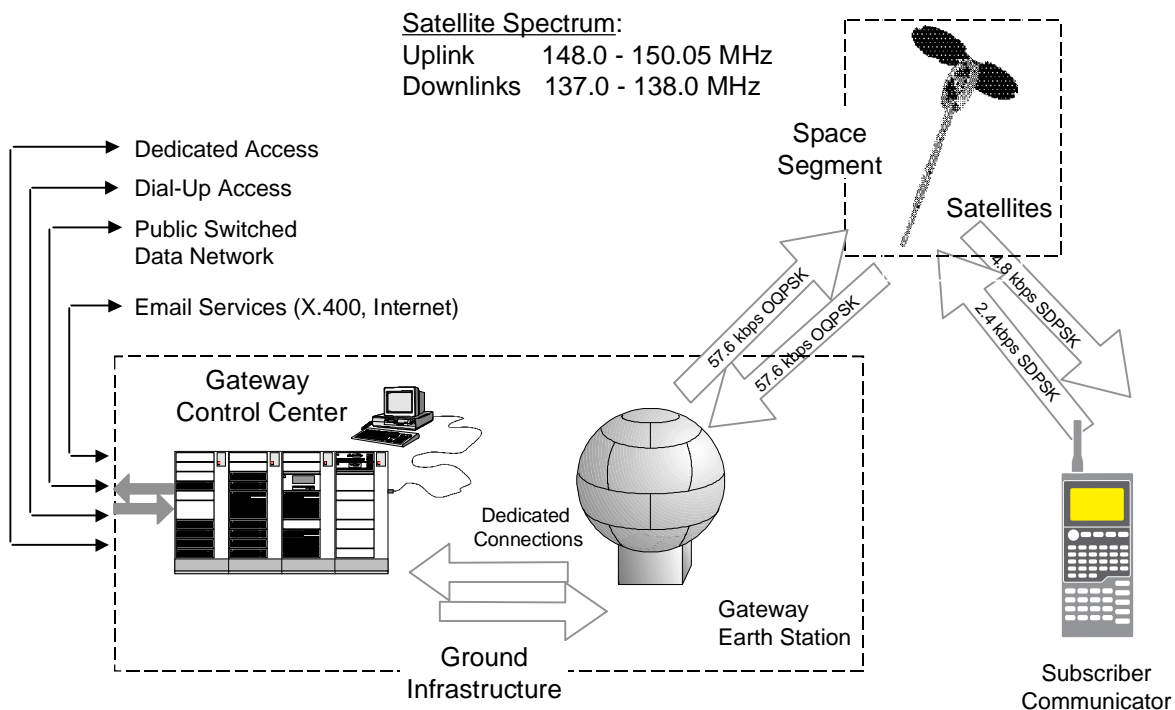 Satellite Spectrum:
Uplink 148.0 - 150.05 MHz
Downlinks 137.0 - 138.0 MHz
Space
Segment
Satellites
Dedicated Access
Dial-Up Access
Public Switched
Data Network
Email Services (X.400, Internet)
57.6 kbps OQPSK
57.6 kbps OQPSK
4.8 kbps SDPSK
2.4 kbps SDPSK
Gateway
Control Center
Dedicated
Connections
Gateway
Earth Station
Ground
Infrastructure
Subscriber
Communicator